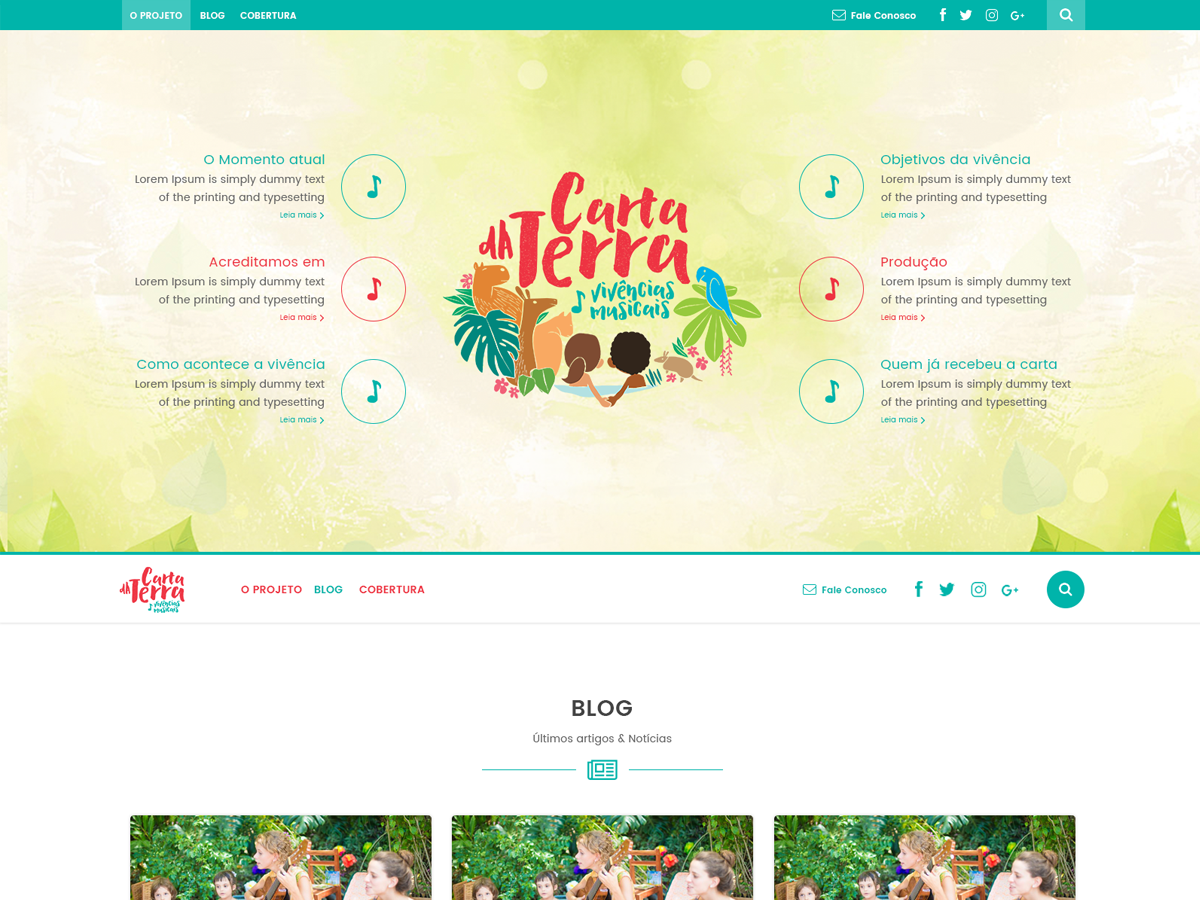 O PROJETO BLOG COBERTURA Fale Conosco
O Momento atual
Lorem Ipsum is simply dummy text
of the printing and typesetting
Leia mais
Acreditamos em
Lorem Ipsum is simply dummy text
of the printing and typesetting
Leia mais
Como acontece a vivência
Lorem Ipsum is simply dummy text
of the printing and typesetting
Leia mais
Carta
da Terra
vivências
musicais
Objetivos da vivência
Lorem Ipsum is simply dummy text
of the printing and typesetting
Leia mais
Produção
Lorem Ipsum is simply dummy text
of the printing and typesetting
Leia mais
Quem já recebeu a carta
Lorem Ipsum is simply dummy text
of the printing and typesetting
Leia mais
Carta
da Terra
vivências
musicais
O PROJETO BLOG COBERTURA Fale Conosco
BLOG
Últimos artigos & Notícias